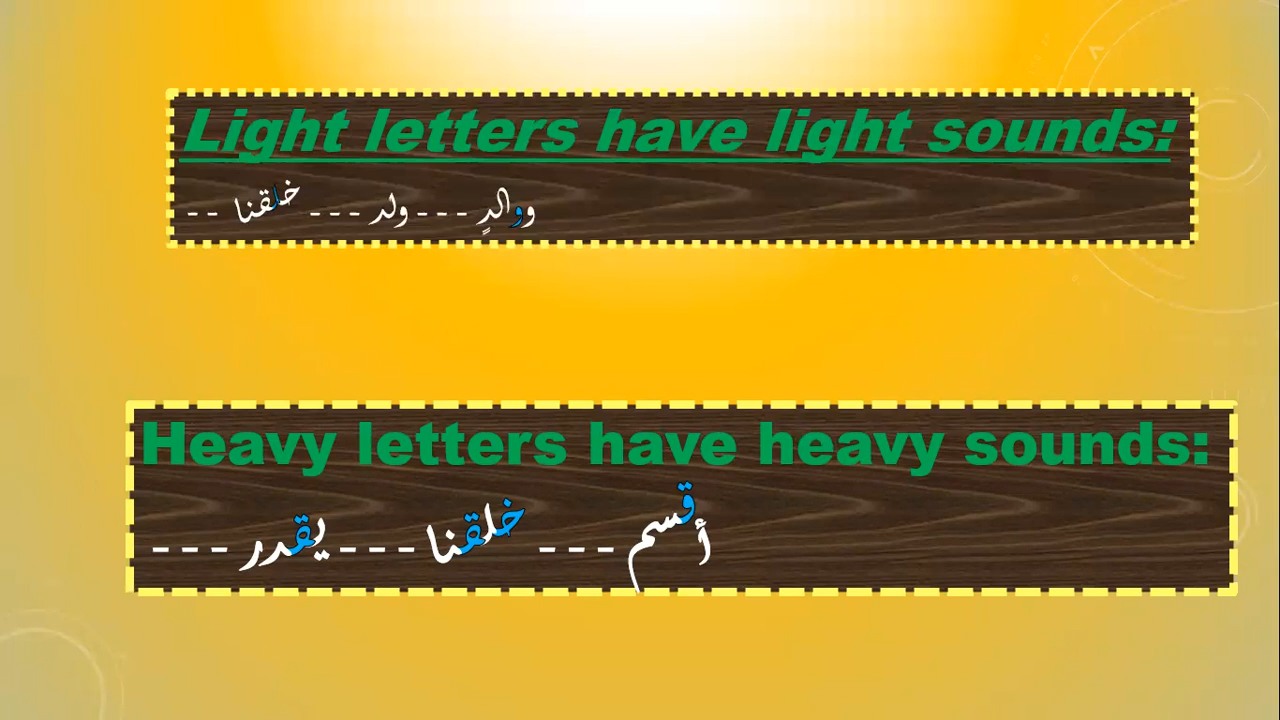 Light letters have light sounds:
ووالدٍ --- ولد --- خلقنا --
Heavy letters have heavy sounds:
أقسم --- خلقنا --- يقدر ---